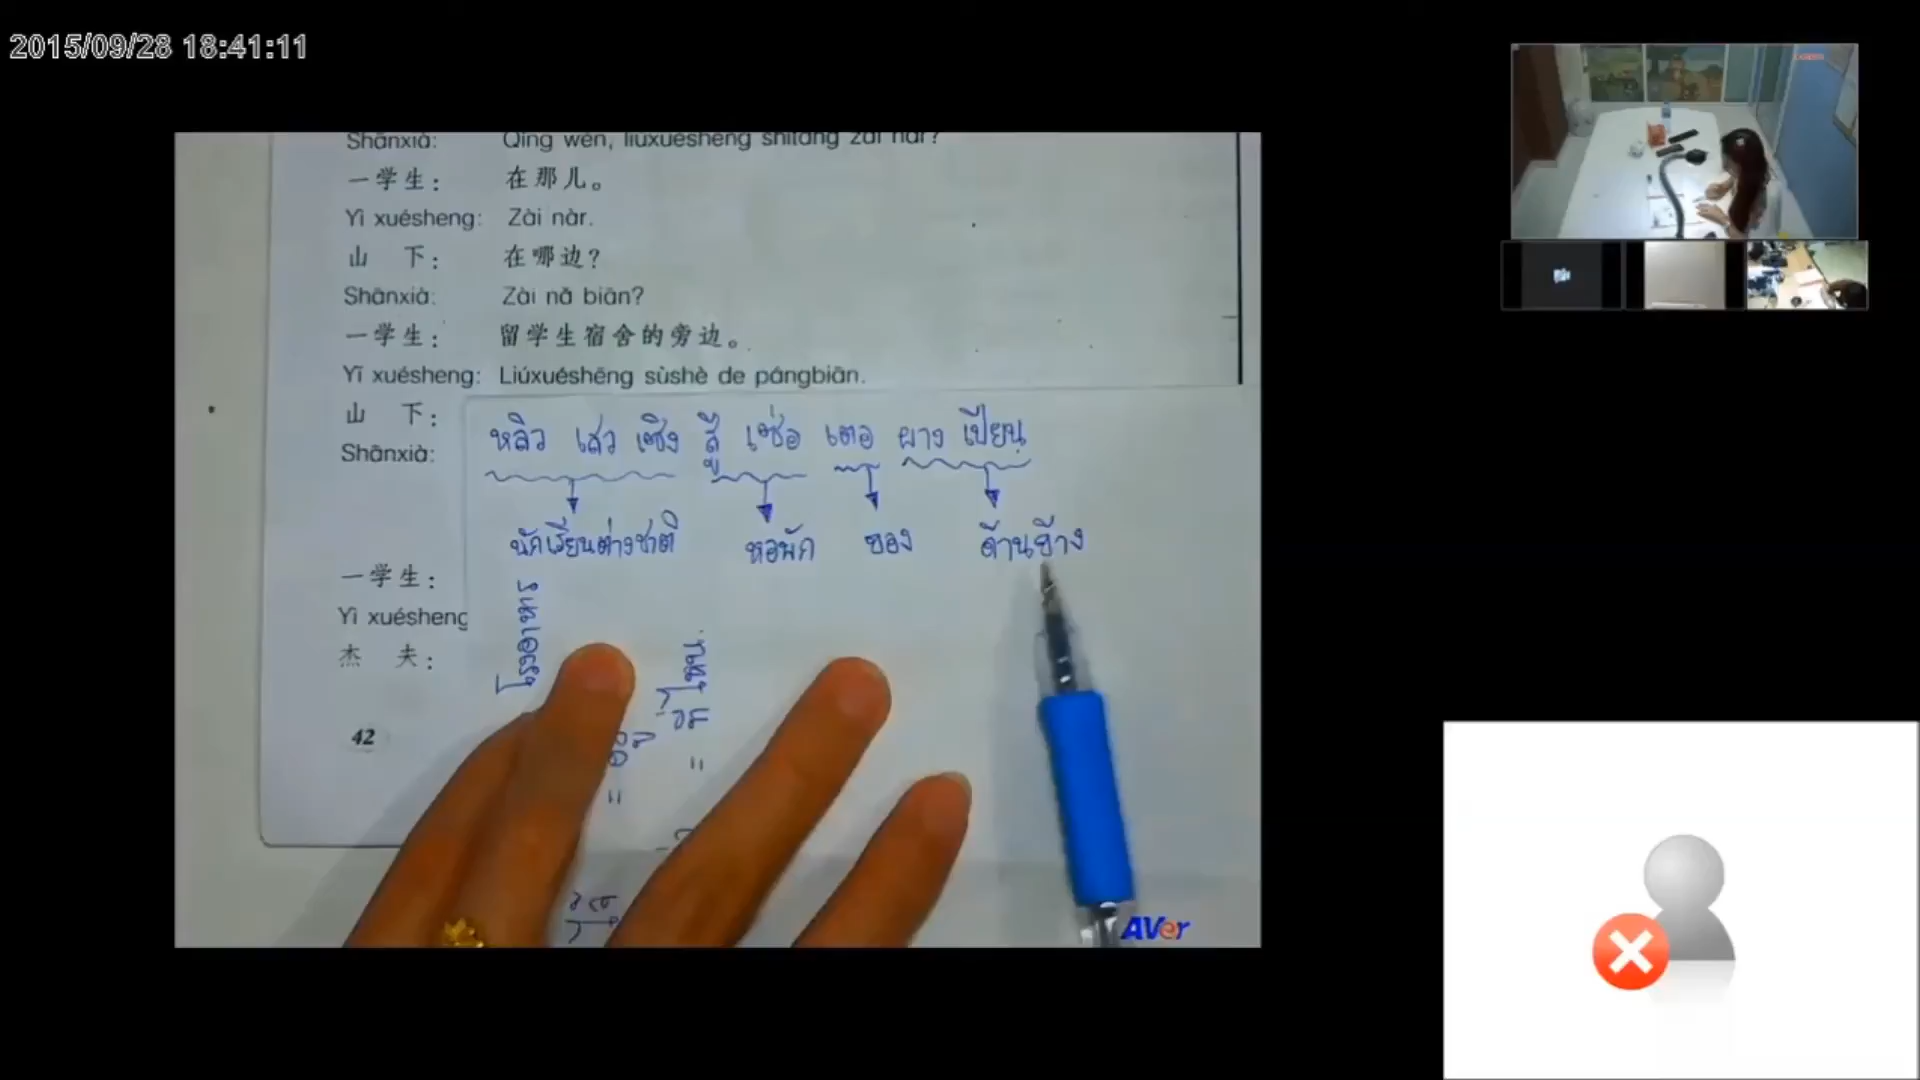 2015/09/28 18:41:11
Shānxià: Qǐng wèn, liúxuéshēng shítáng zài nǎr?
一学生： 在那儿。
Yī xuésheng: Zài nàr.
山 下： 在哪边？
Shānxià: Zài nǎ biān?
一学生： 留学生宿舍的旁边。
Yī xuésheng: Liúxuéshēng sùshè de pángbiān.
山 下：
Shānxià:
หลิว เสว เซิง สู้ เซ่อ เตอ ผาง เปียน
นักเรียนต่างชาติ หอพัก ของ ด้านข้าง
一学生：
Yī xuésheng
โรงอาหาร
杰 夫：
42
AVer